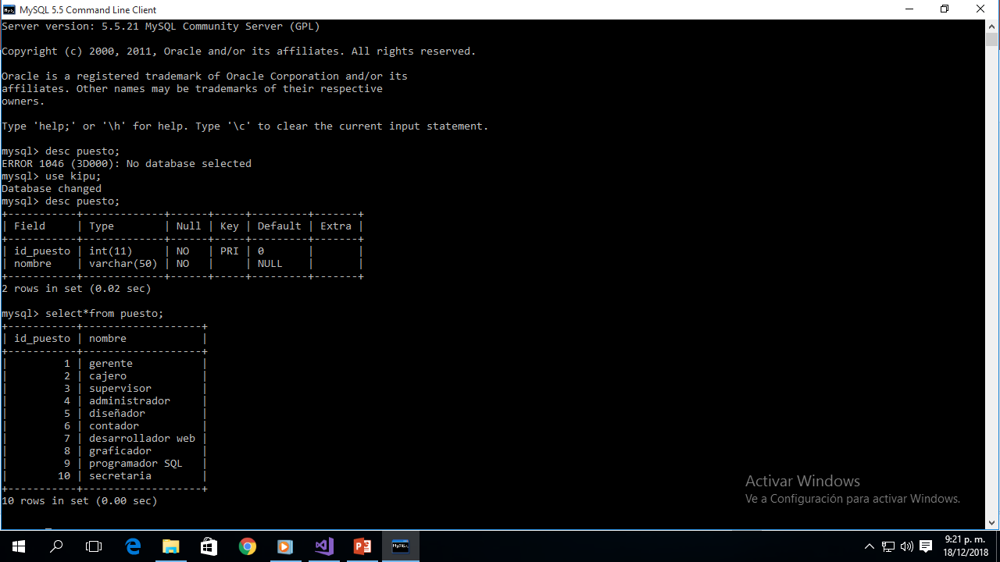 MySQL 5.5 Command Line Client
Server version: 5.5.21 MySQL Community Server (GPL)
Copyright (c) 2000, 2011, Oracle and/or its affiliates. All rights reserved.
Oracle is a registered trademark of Oracle Corporation and/or its
affiliates. Other names may be trademarks of their respective
owners.
Type 'help;' or '\h' for help. Type '\c' to clear the current input statement.
mysql> desc puesto;
ERROR 1046 (3D000): No database selected
mysql> use kipu;
Database changed
mysql> desc puesto;
+-----------+-------------+------+-----+---------+-------+
| Field     | Type        | Null | Key | Default | Extra |
+-----------+-------------+------+-----+---------+-------+
| id_puesto | int(11)     | NO   | PRI | 0       |       |
| nombre    | varchar(50) | NO   |     | NULL    |       |
+-----------+-------------+------+-----+---------+-------+
2 rows in set (0.02 sec)
mysql> select*from puesto;
+-----------+-------------------+
| id_puesto | nombre            |
+-----------+-------------------+
|         1 | gerente           |
|         2 | cajero            |
|         3 | supervisor        |
|         4 | administrador     |
|         5 | diseñador         |
|         6 | contador          |
|         7 | desarrollador web |
|         8 | graficador        |
|         9 | programador SQL   |
|        10 | secretaria        |
+-----------+-------------------+
10 rows in set (0.00 sec)
Activar Windows
Ve a Configuración para activar Windows.
9:21 p. m.
18/12/2018